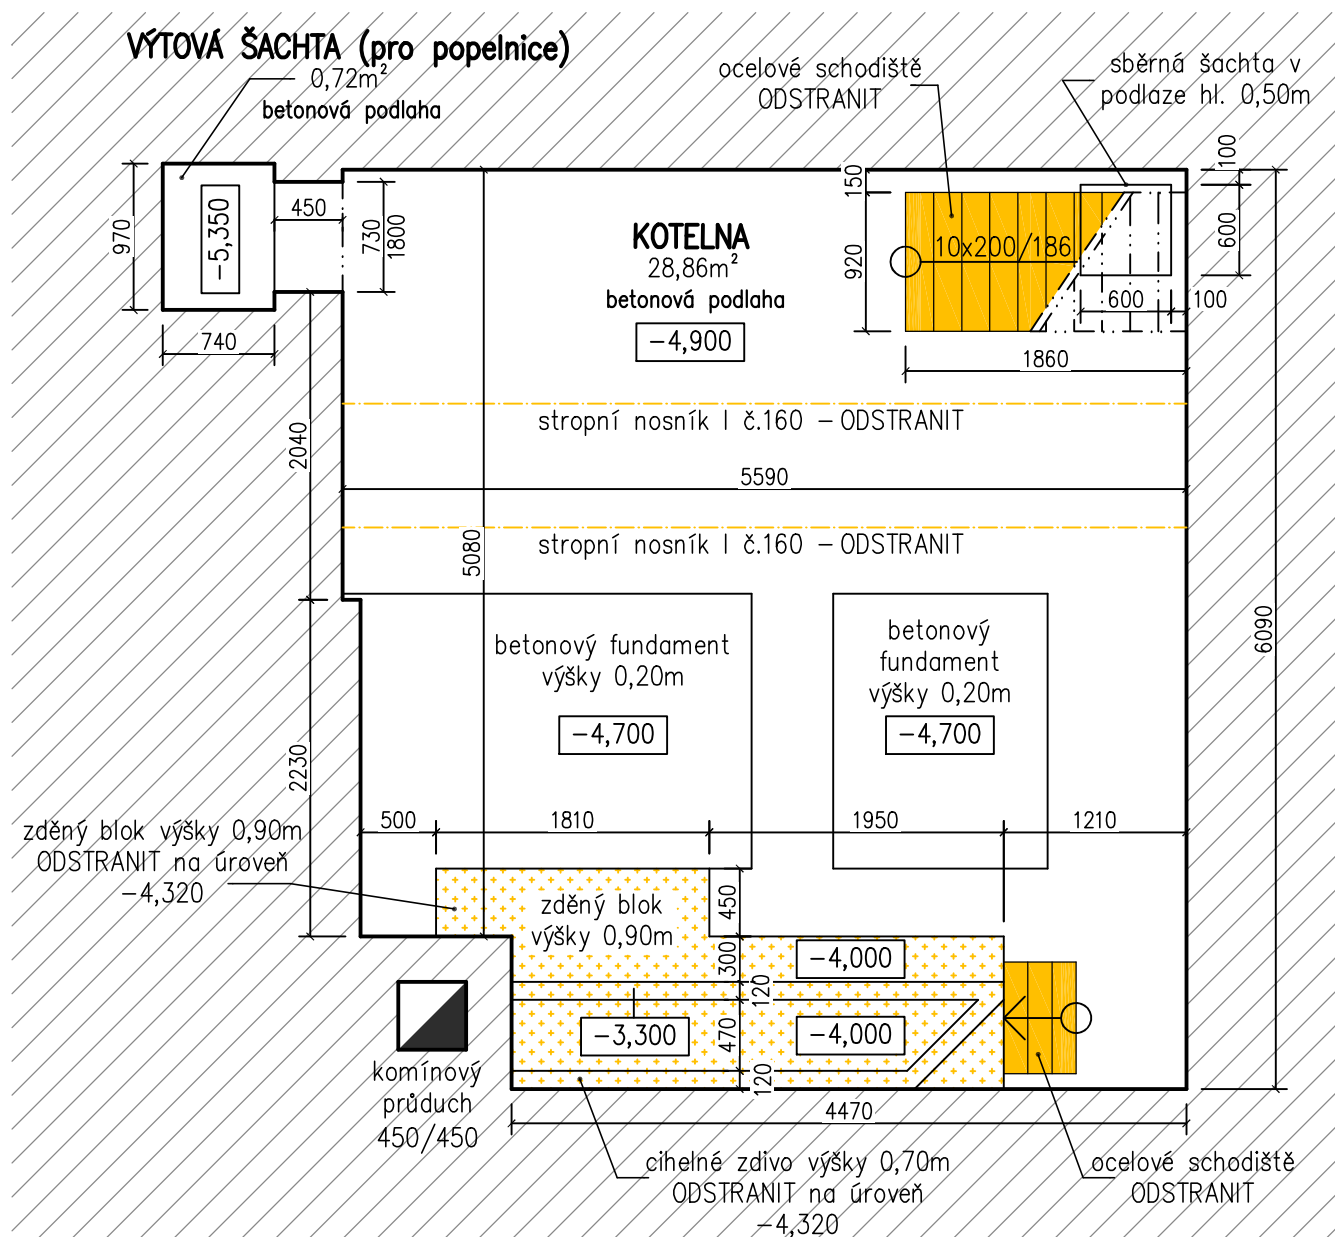 VÝTOVÁ ŠACHTA (pro popelnice)
0,72m²
betonová podlaha
ocelové schodiště
ODSTRANIT
sběrná šachta v
podlaze hl. 0,50m
970
-5,350
450
730
1800
740
KOTELNA
28,86m²
betonová podlaha
-4,900
150
920
10x200/186
100
600
600
100
1860
stropní nosník I č.160 - ODSTRANIT
2040
5590
stropní nosník I č.160 - ODSTRANIT
5080
6090
betonový fundament
výšky 0,20m
-4,700
betonový
fundament
výšky 0,20m
-4,700
2230
500
1810
1950
1210
zděný blok výšky 0,90m
ODSTRANIT na úroveň
-4,320
zděný blok
výšky 0,90m
450
300
120
470
120
-4,000
-3,300
-4,000
komínový
průduch
450/450
4470
cihelné zdivo výšky 0,70m
ODSTRANIT na úroveň
-4,320
ocelové schodiště
ODSTRANIT